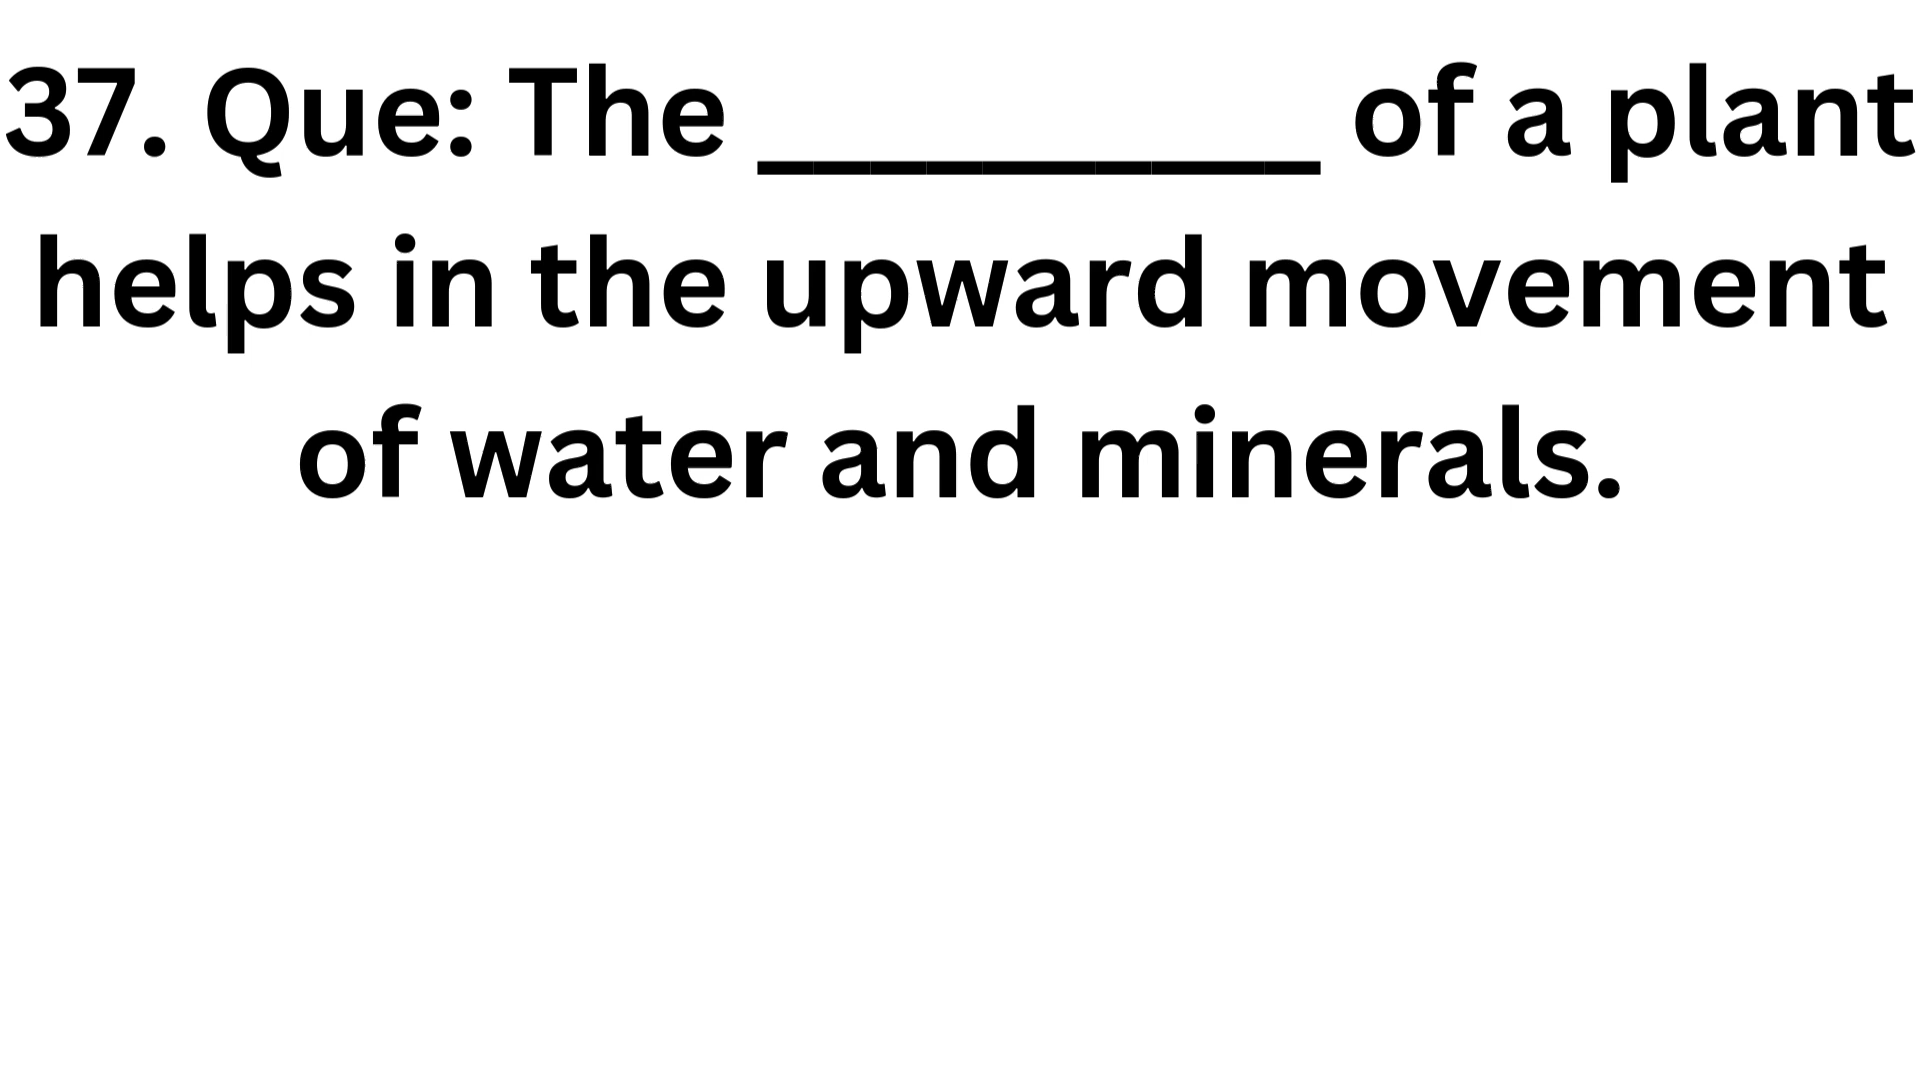 37. Que: The __________ of a plant
helps in the upward movement
of water and minerals.